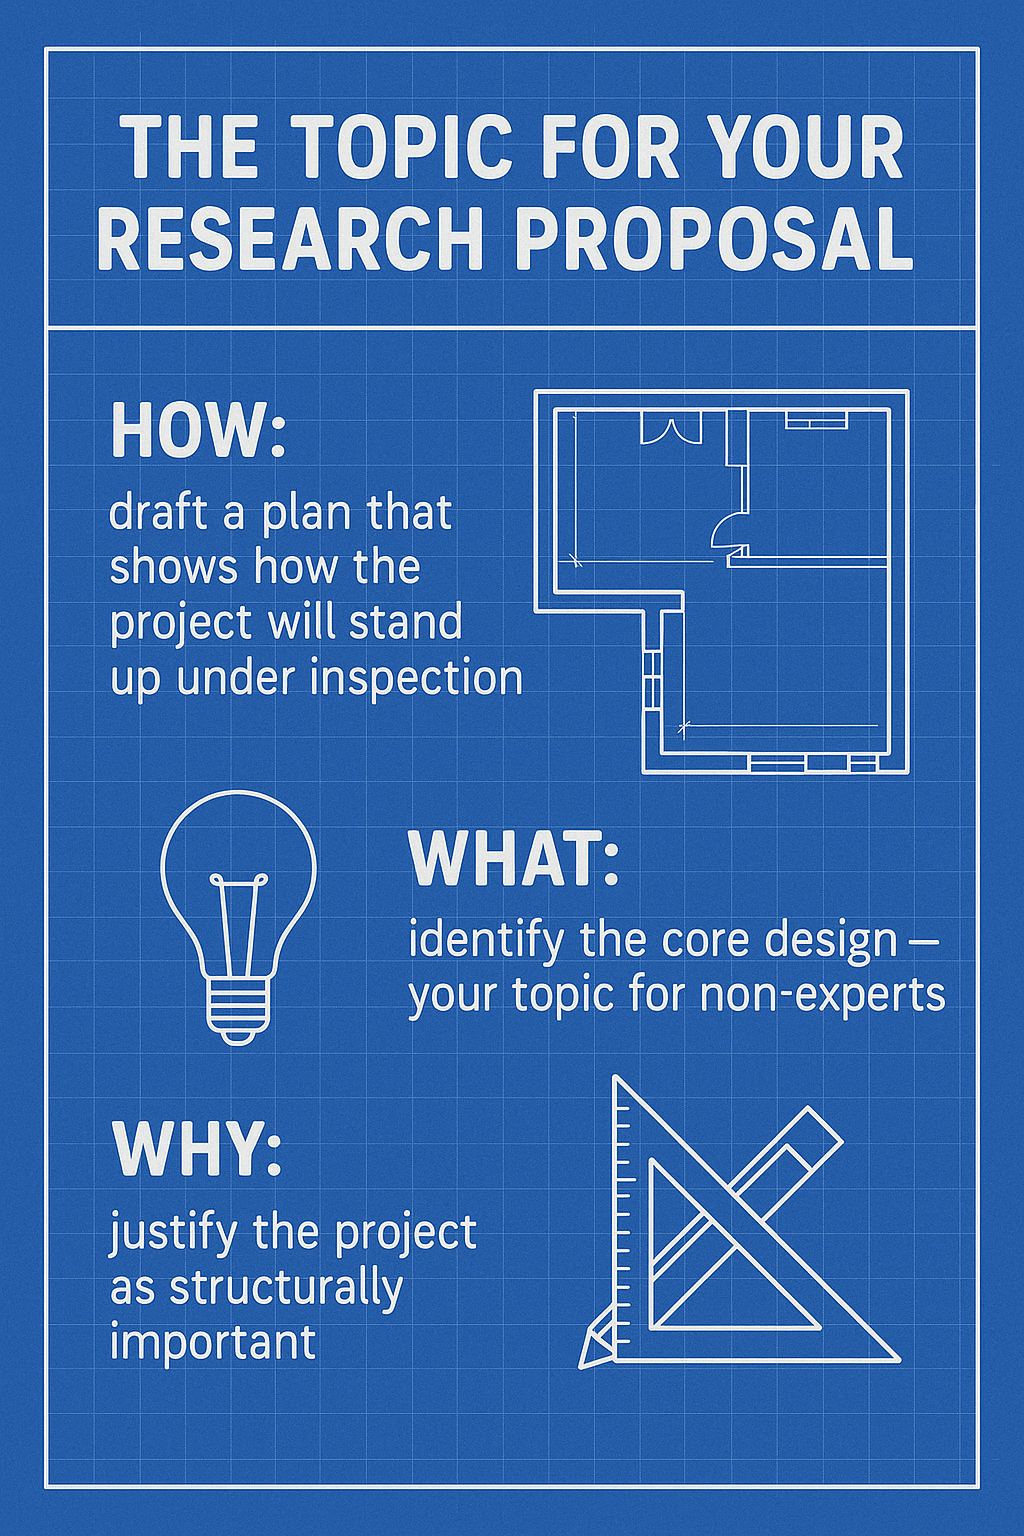 THE TOPIC FOR YOUR
RESEARCH PROPOSAL
HOW:
draft a plan that
shows how the
project will stand
up under inspection
WHAT:
identify the core design –
your topic for non-experts
WHY:
justify the project
as structurally
important